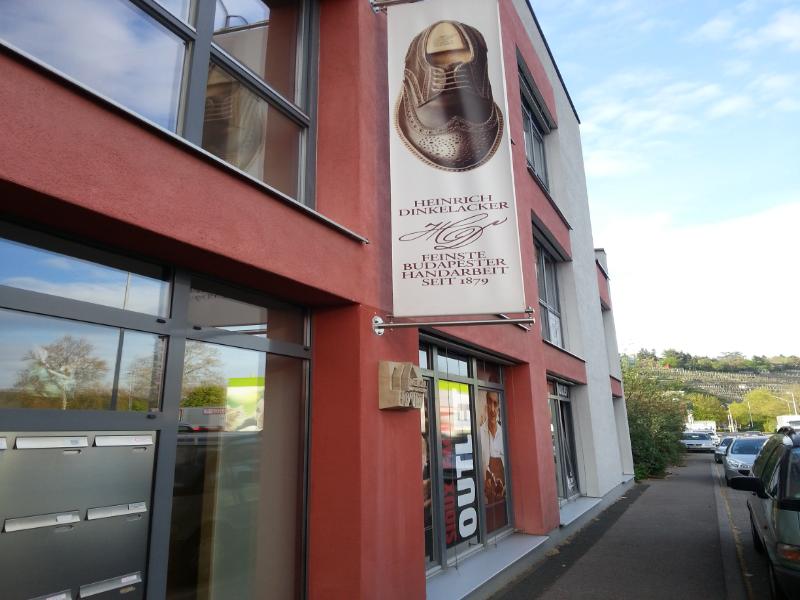 HEINRICH
DINKELACKER
FEINSTE
BUDAPESTER
HANDARBEIT
SEIT 1879
OUTL